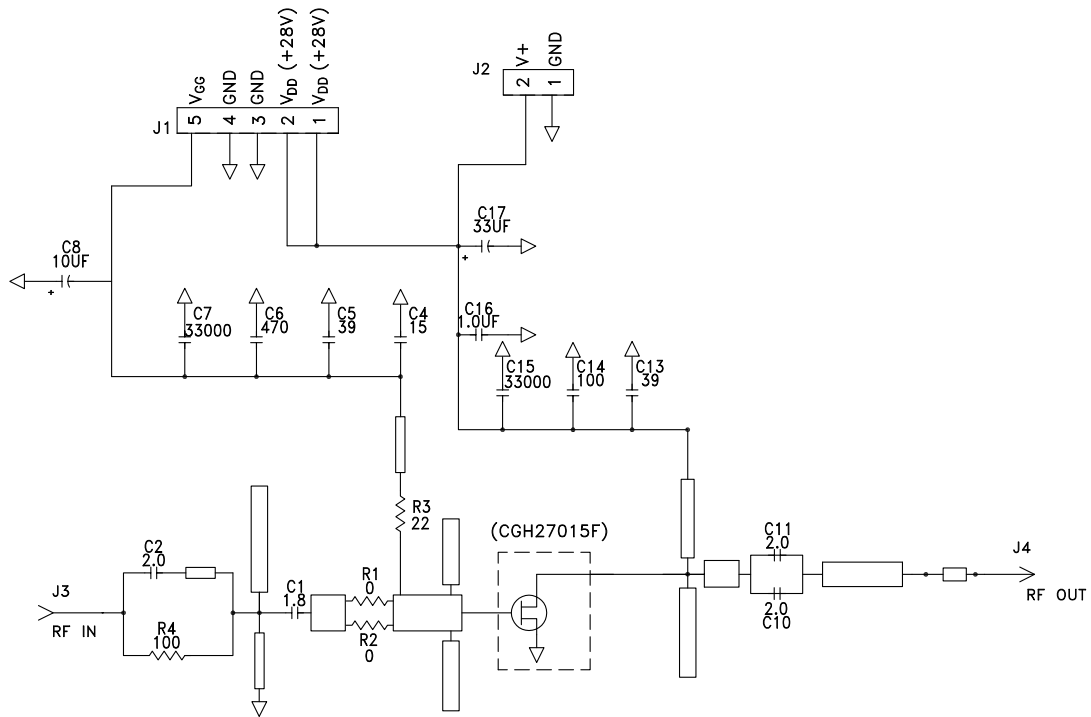 J1
5 VGG
4 GND
3 GND
2 VDD (+28V)
1 VDD (+28V)
J2
2 V+
1 GND
C17
33UF
+
C8
10UF
+
C7
33000
C6
470
C5
39
C4
15
C16
1.0UF
C15
33000
C14
100
C13
39
R3
22
(CGH27015F)
C11
2.0
2.0
C10
J4
RF OUT
C2
2.0
J3
RF IN
R4
100
C1
1.8
R1
0
R2
0